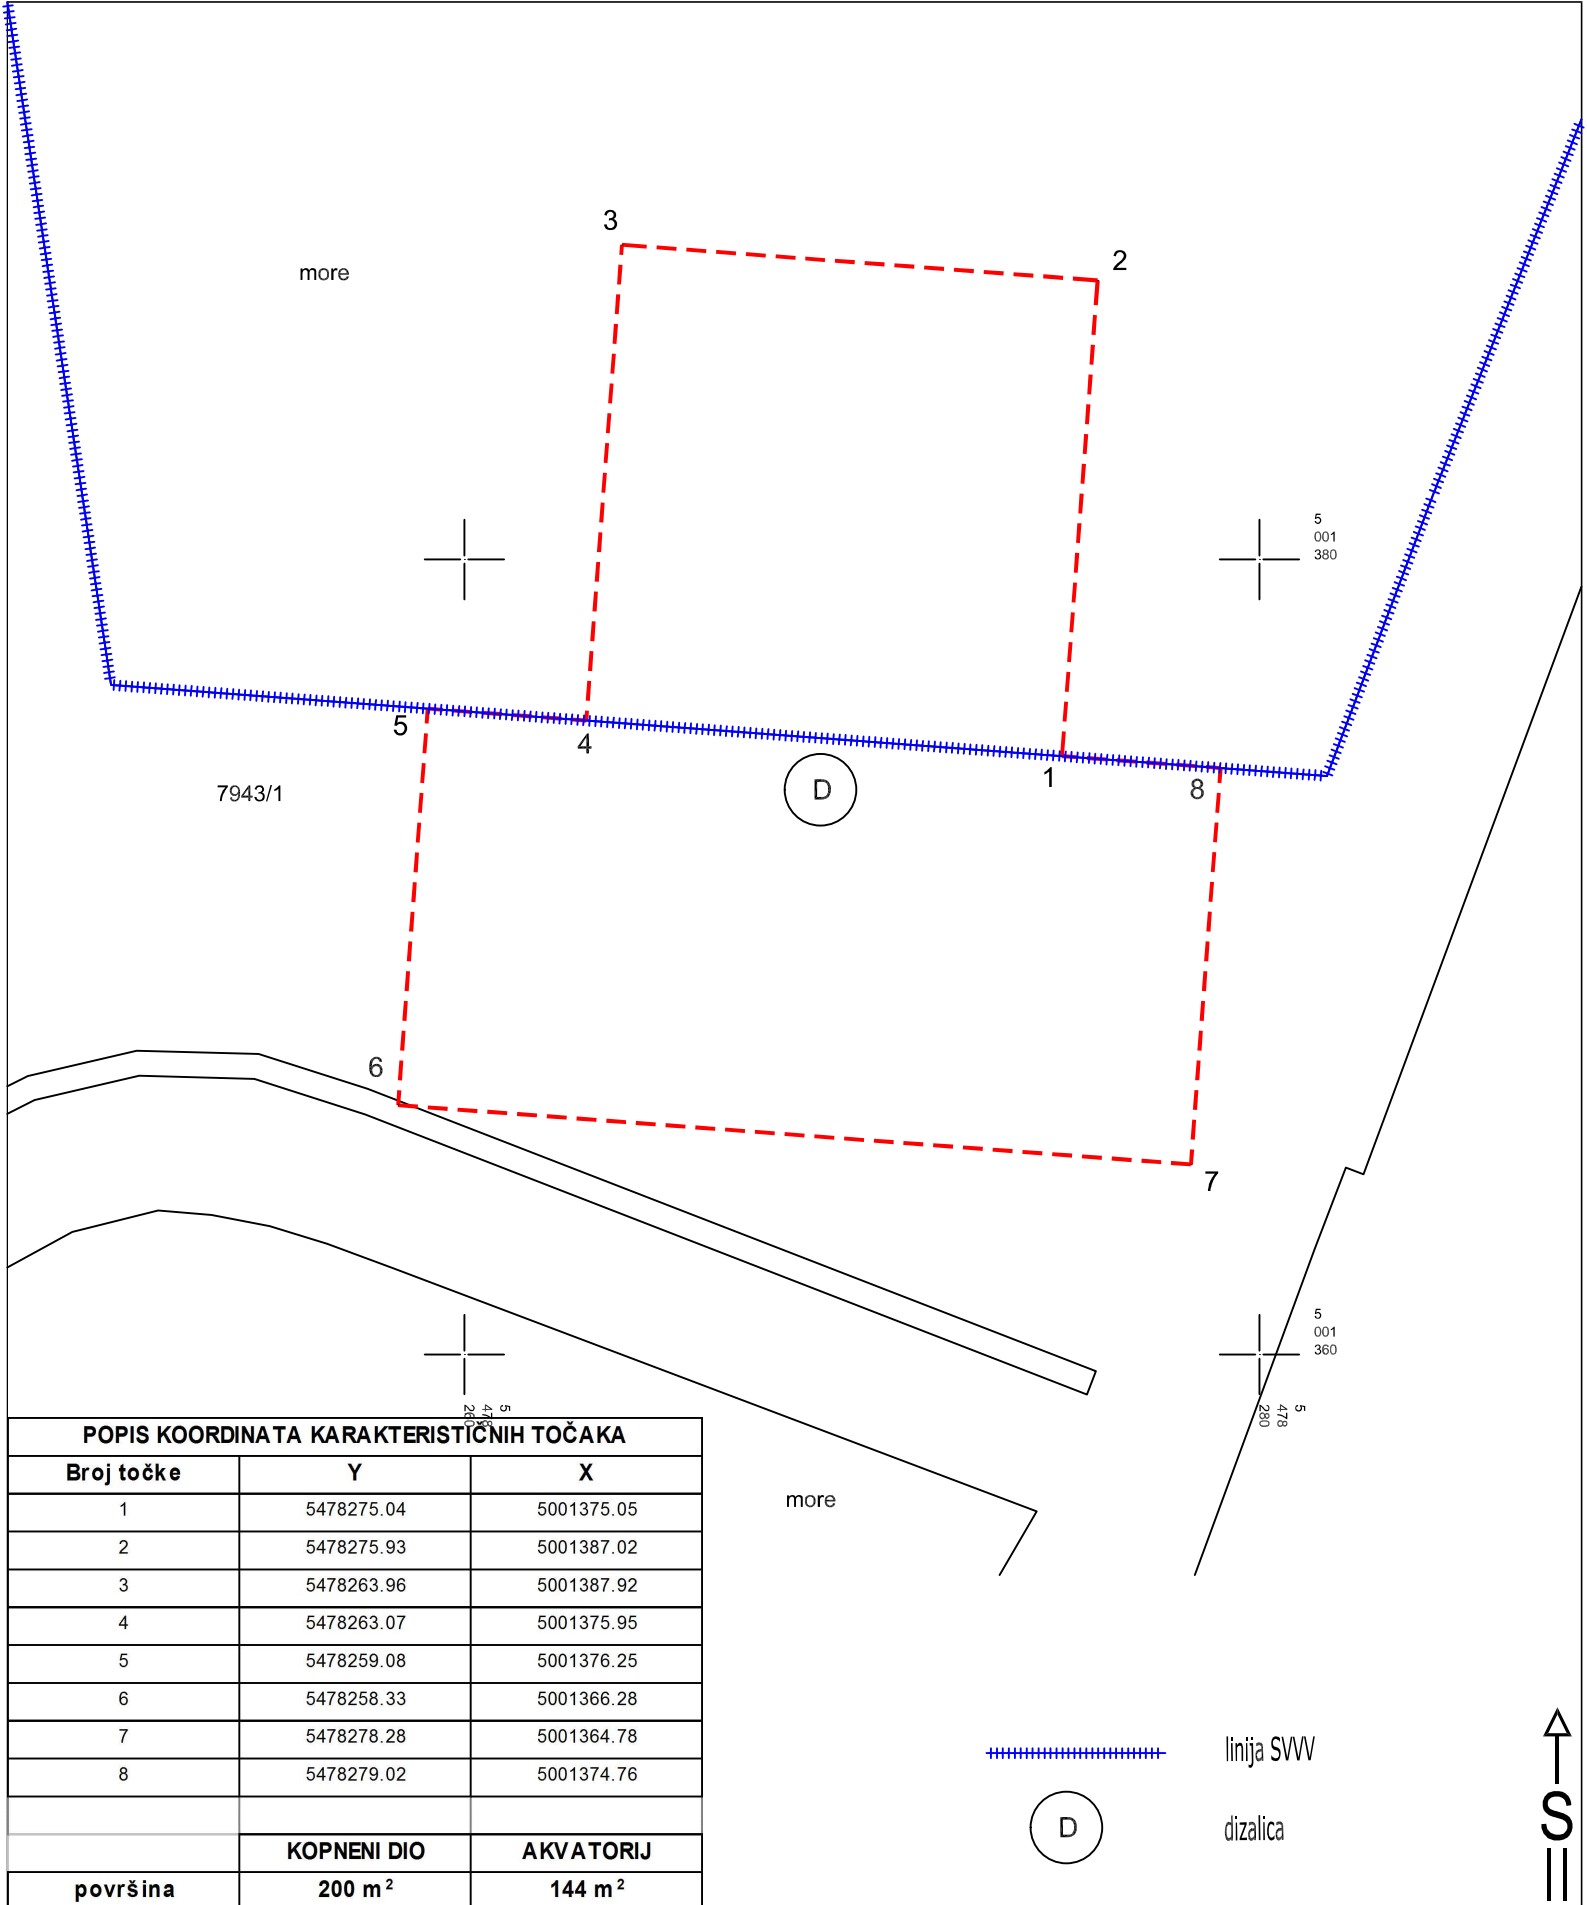 3
2
more
5
001
380
5
4
1
8
D
7943/1
6
7
5
001
360
5
478
260
5
478
280
POPIS KOORDINATA KARAKTERISTIČNIH TOČAKA
Broj točke Y X
1 5478275.04 5001375.05
2 5478275.93 5001387.02
3 5478263.96 5001387.92
4 5478263.07 5001375.95
5 5478259.08 5001376.25
6 5478258.33 5001366.28
7 5478278.28 5001364.78
8 5478279.02 5001374.76
KOPNENI DIO AKVATORIJ
površina 200 m² 144 m²
more
linija SVVV
D dizalica
S